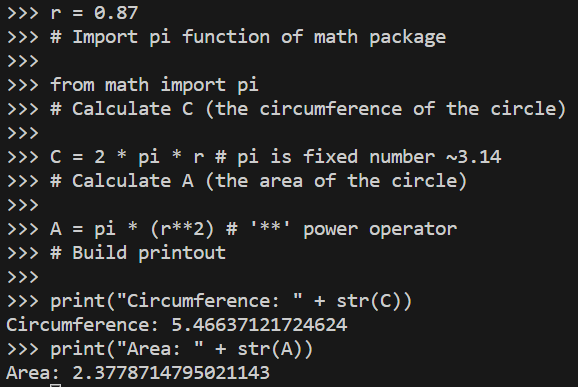 >>> r = 0.87
>>> # Import pi function of math package
>>>
>>> from math import pi
>>> # Calculate C (the circumference of the circle)
>>>
>>> C = 2 * pi * r # pi is fixed number ~3.14
>>> # Calculate A (the area of the circle)
>>>
>>> A = pi * (r**2) # '**' power operator
>>> # Build printout
>>>
>>> print("Circumference: " + str(C))
Circumference: 5.46637121724624
>>> print("Area: " + str(A))
Area: 2.3778714795021143